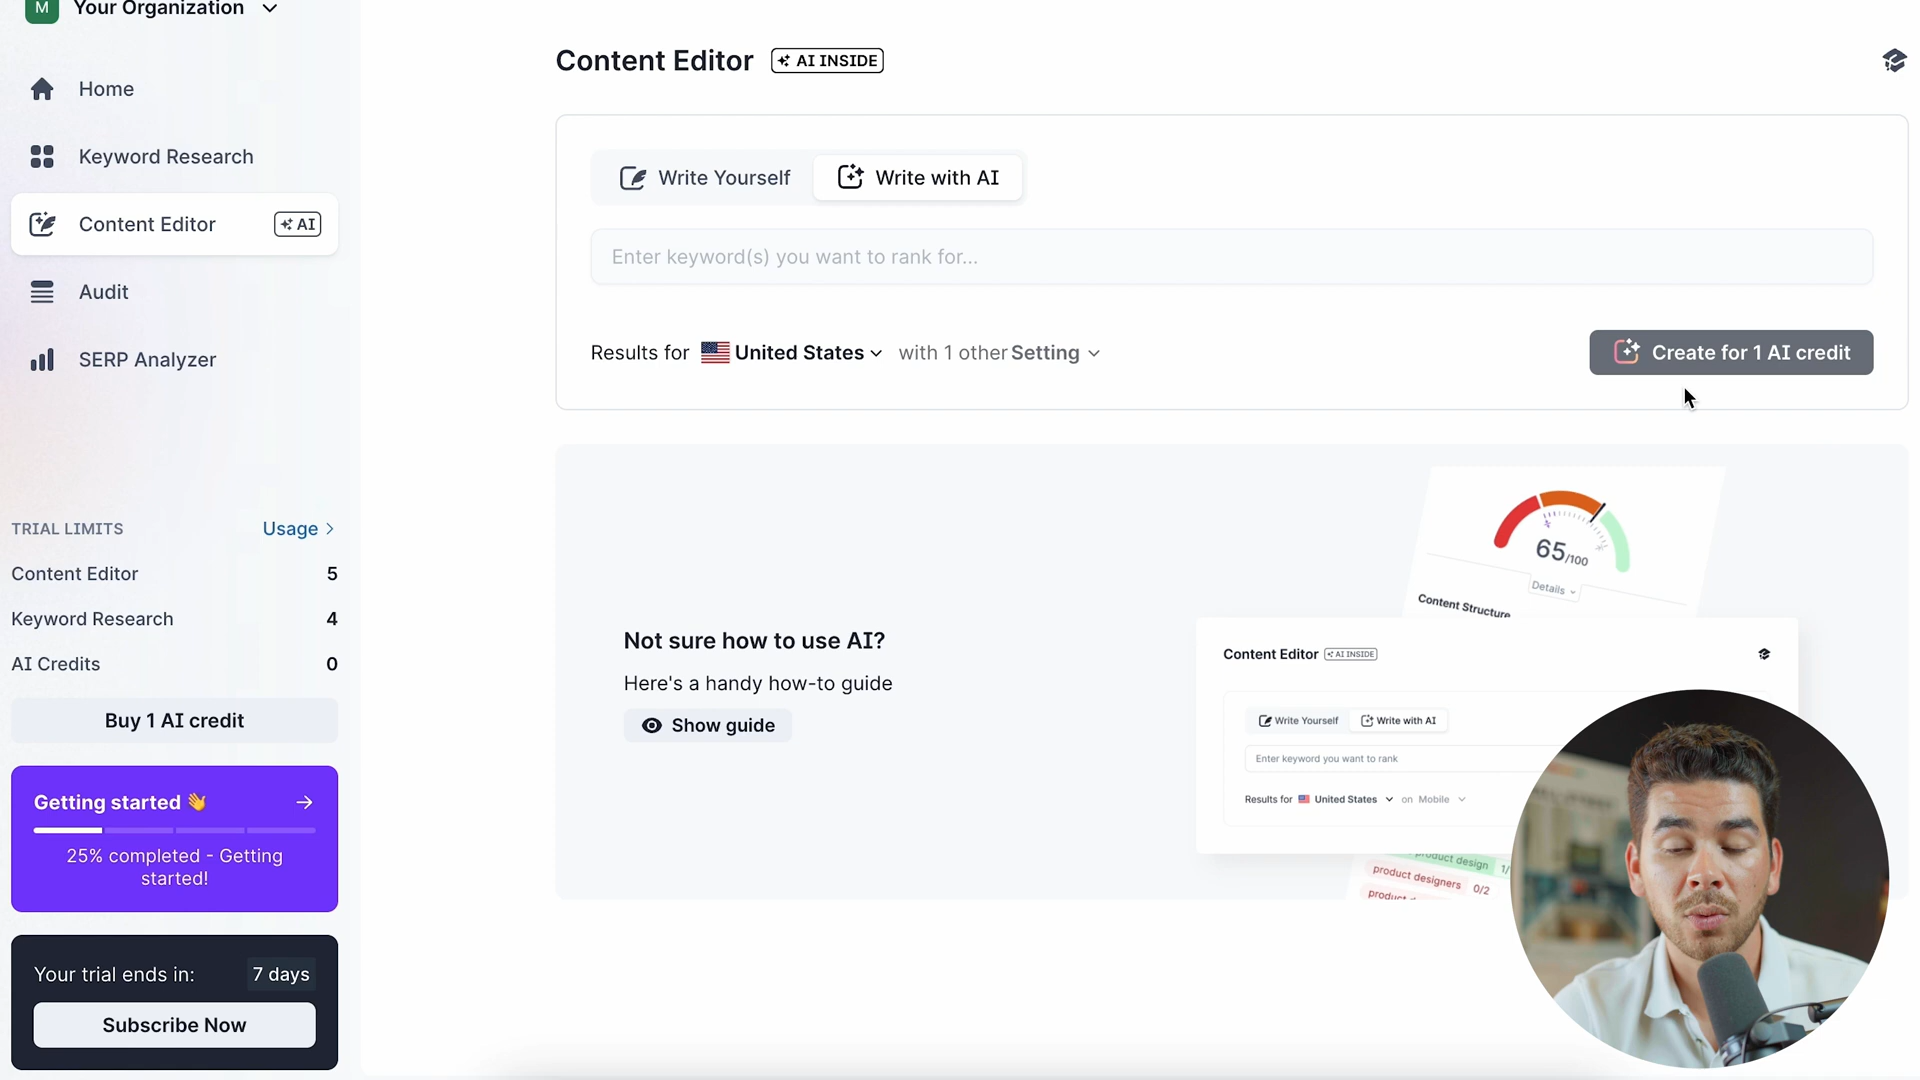 M Your Organization
Home
Keyword Research
Content Editor AI
Audit
SERP Analyzer
TRIAL LIMITS Usage
Content Editor 5
Keyword Research 4
AI Credits 0
Buy 1 AI credit
Getting started 👋
25% completed - Getting
started!
Your trial ends in: 7 days
Subscribe Now
Content Editor AI INSIDE
Write Yourself Write with AI
Enter keyword(s) you want to rank for...
Results for United States with 1 other Setting
Create for 1 AI credit
Not sure how to use AI?
Here's a handy how-to guide
Show guide
65/100
Details
Content Structure
Content Editor AI INSIDE
Write Yourself Write with AI
Enter keyword you want to rank
Results for United States on Mobile
product design 1/
product designers 0/2